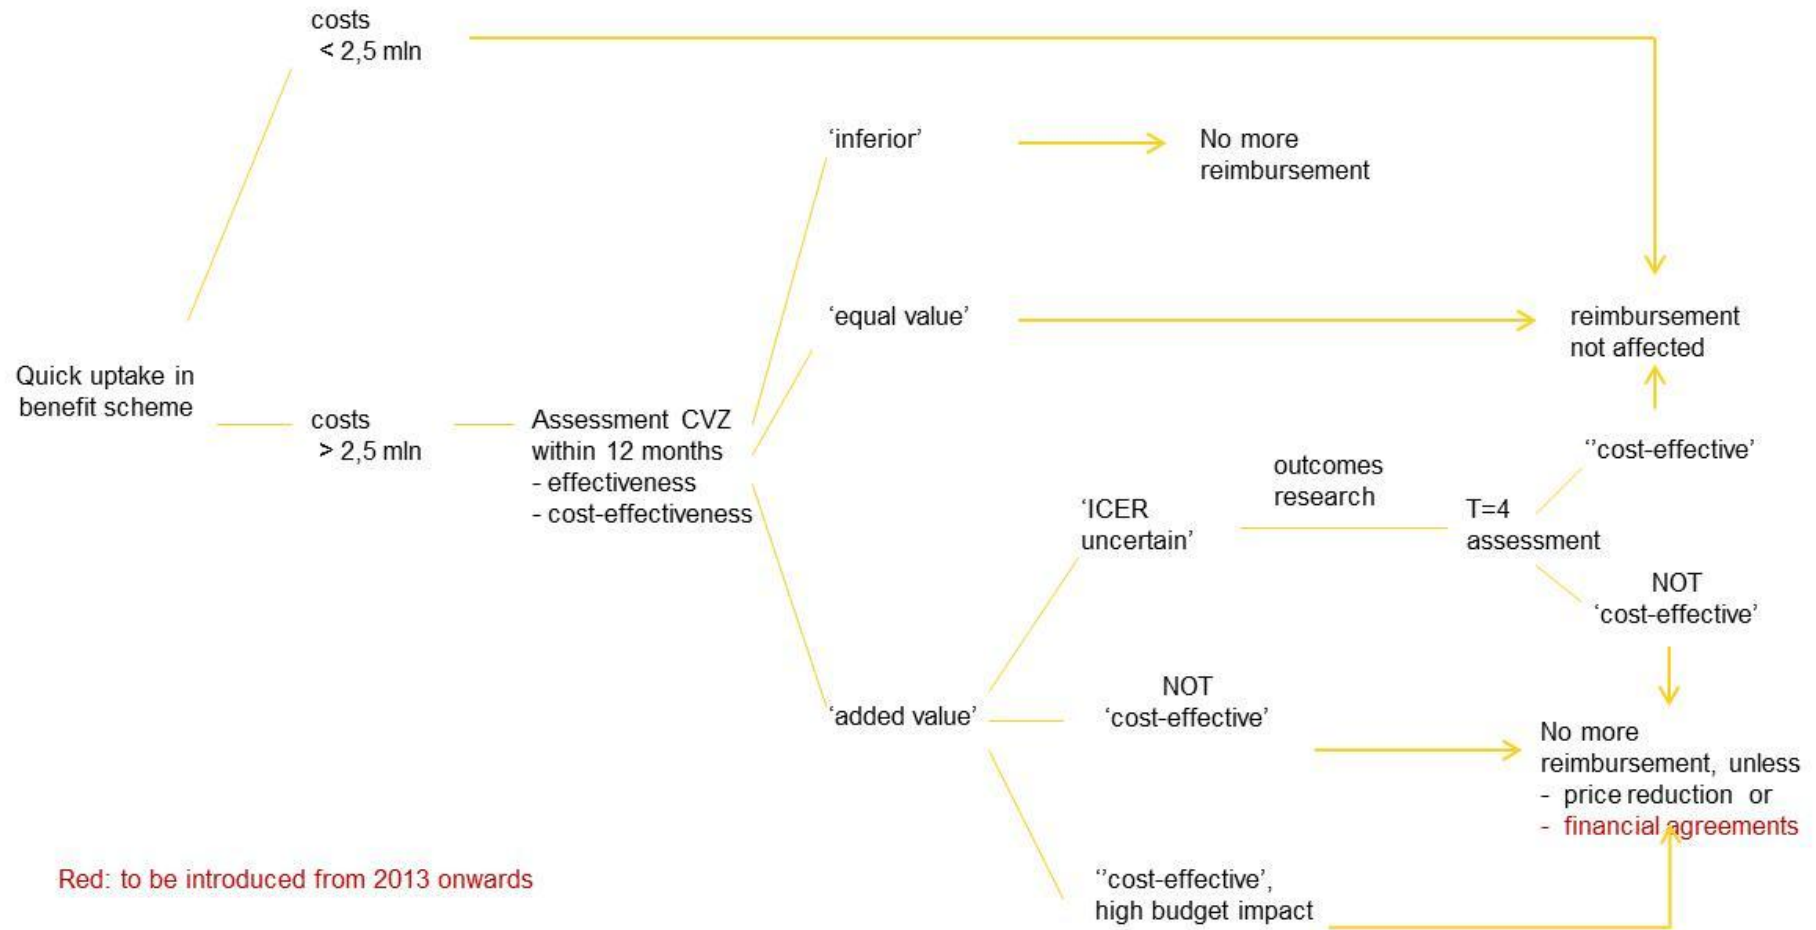 costs
< 2,5 mln
‘inferior’
No more
reimbursement
‘equal value’
reimbursement
not affected
Quick uptake in
benefit scheme
costs
> 2,5 mln
Assessment CVZ
within 12 months
- effectiveness
- cost-effectiveness
‘’cost-effective’
outcomes
research
‘ICER
uncertain’
T=4
assessment
NOT
‘cost-effective’
‘added value’
NOT
‘cost-effective’
No more
reimbursement, unless
- price reduction or
- financial agreements
‘’cost-effective’,
high budget impact
Red: to be introduced from 2013 onwards